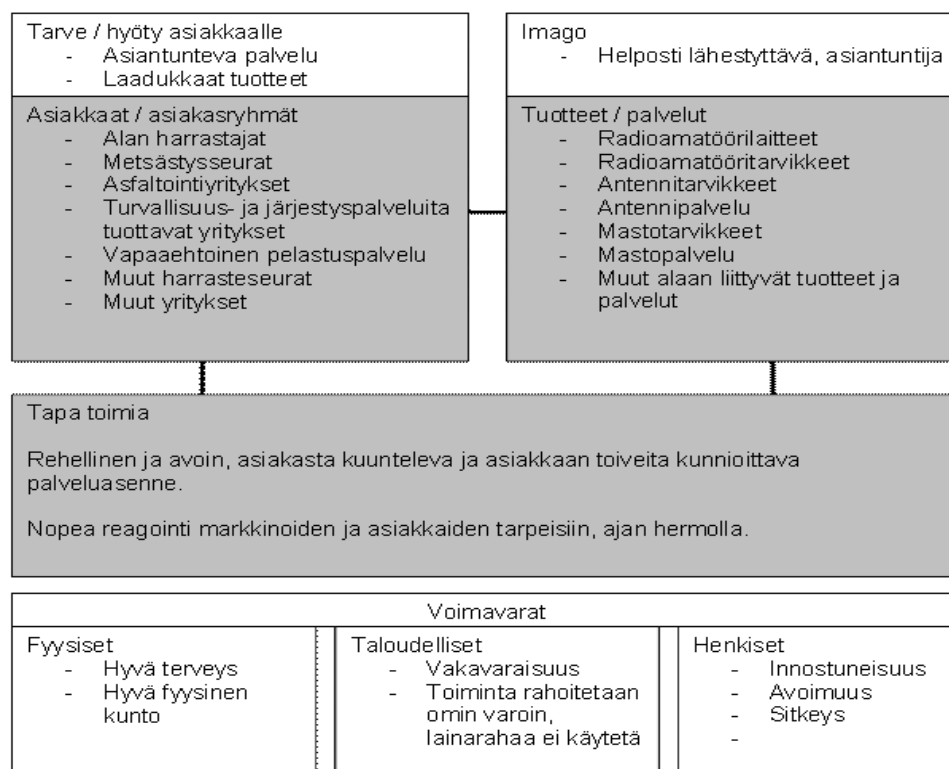 Tarve / hyöty asiakkaalle
- Asiantunteva palvelu
- Laadukkaat tuotteet
Imago
- Helposti lähestyttävä, asiantuntija
Asiakkaat / asiakasryhmät
- Alan harrastajat
- Metsästysseurat
- Asfaltointiyritykset
- Turvallisuus- ja järjestyspalveluita
tuottavat yritykset
- Vapaaehtoinen pelastuspalvelu
- Muut harrasteseurat
- Muut yritykset
Tuotteet / palvelut
- Radioamatöörilaitteet
- Radioamatööritarvikkeet
- Antennitarvikkeet
- Antennipalvelu
- Mastotarvikkeet
- Mastopalvelu
- Muut alaan liittyvät tuotteet ja
palvelut
Tapa toimia
Rehellinen ja avoin, asiakasta kuunteleva ja asiakkaan toiveita kunnioittava
palveluasenne.
Nopea reagointi markkinoiden ja asiakkaiden tarpeisiin, ajan hermolla.
Voimavarat
Fyysiset
- Hyvä terveys
- Hyvä fyysinen
kunto
Taloudelliset
- Vakavaraisuus
- Toiminta rahoitetaan
omin varoin,
lainarahaa ei käytetä
Henkiset
- Innostuneisuus
- Avoimuus
- Sitkeys
-